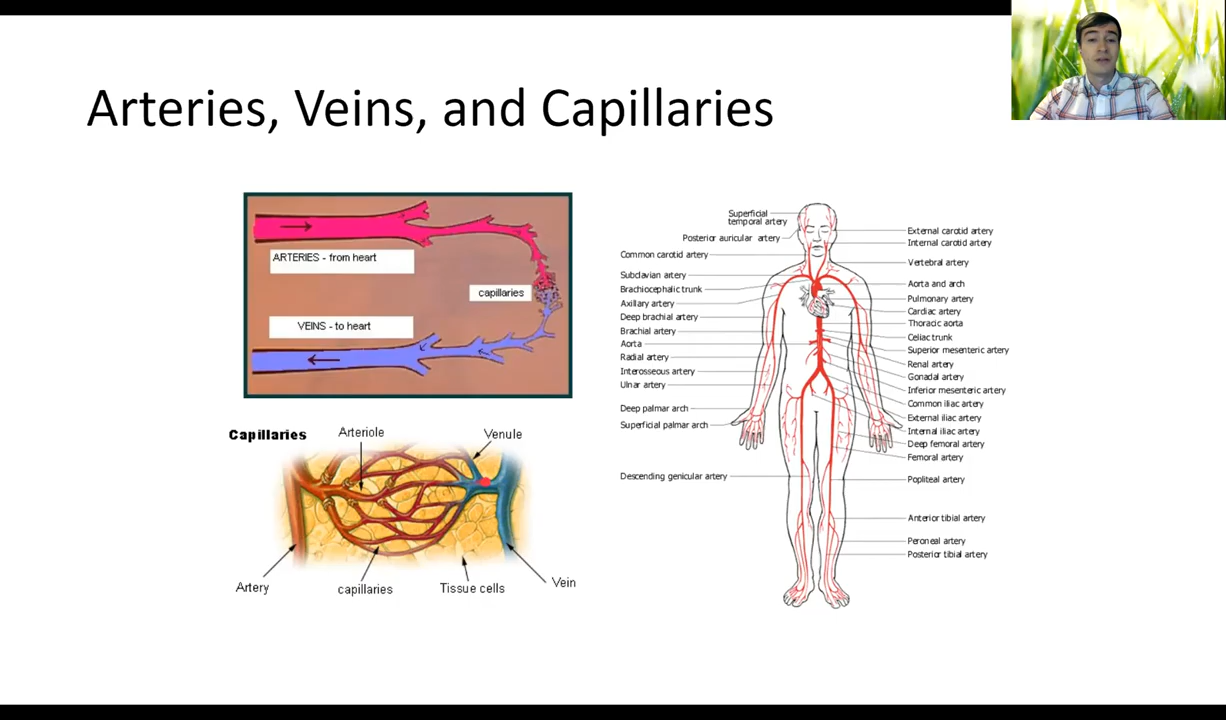 Arteries, Veins, and Capillaries
ARTERIES - from heart
capillaries
VEINS - to heart
Capillaries
Arteriole
Venule
Artery
capillaries
Tissue cells
Vein
Superficial
temporal artery
Posterior auricular artery
Common carotid artery
Subclavian artery
Brachiocephalic trunk
Axillary artery
Deep brachial artery
Brachial artery
Aorta
Radial artery
Interosseous artery
Ulnar artery
Deep palmar arch
Superficial palmar arch
Descending genicular artery
External carotid artery
Internal carotid artery
Vertebral artery
Aorta and arch
Pulmonary artery
Cardiac artery
Thoracic aorta
Celiac trunk
Superior mesenteric artery
Renal artery
Gonadal artery
Inferior mesenteric artery
Common iliac artery
External iliac artery
Internal iliac artery
Deep femoral artery
Femoral artery
Popliteal artery
Anterior tibial artery
Peroneal artery
Posterior tibial artery